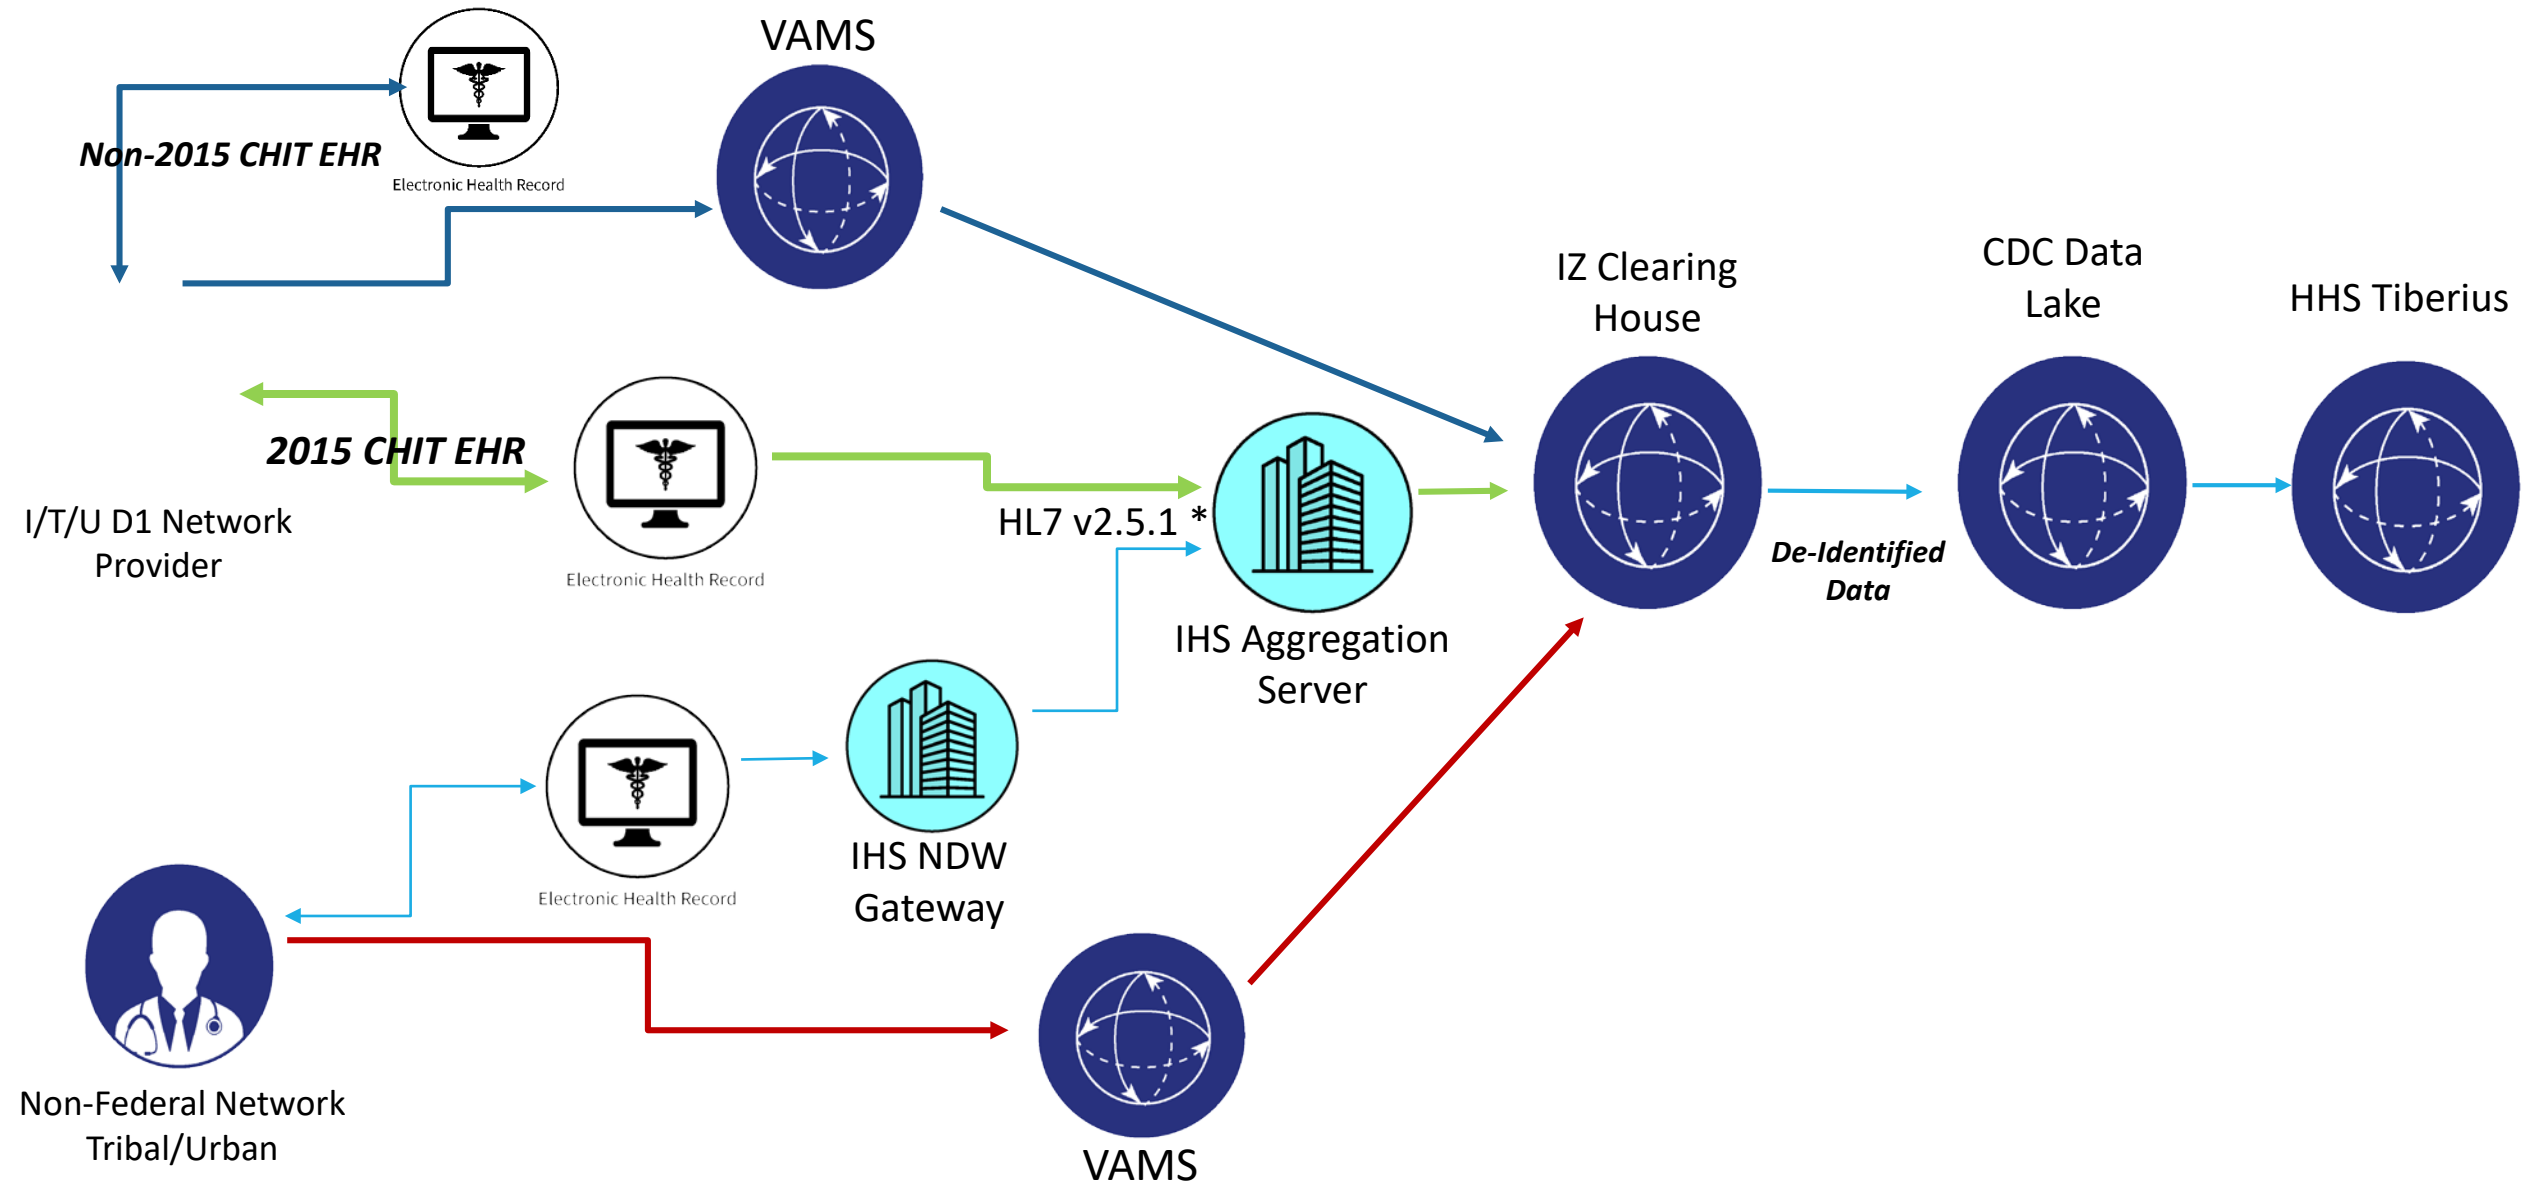 VAMS
Non-2015 CHIT EHR
Electronic Health Record
IZ Clearing
House
CDC Data
Lake
HHS Tiberius
2015 CHIT EHR
I/T/U D1 Network
Provider
HL7 v2.5.1 *
Electronic Health Record
De-Identified
Data
IHS Aggregation
Server
IHS NDW
Gateway
Electronic Health Record
Non-Federal Network
Tribal/Urban
VAMS